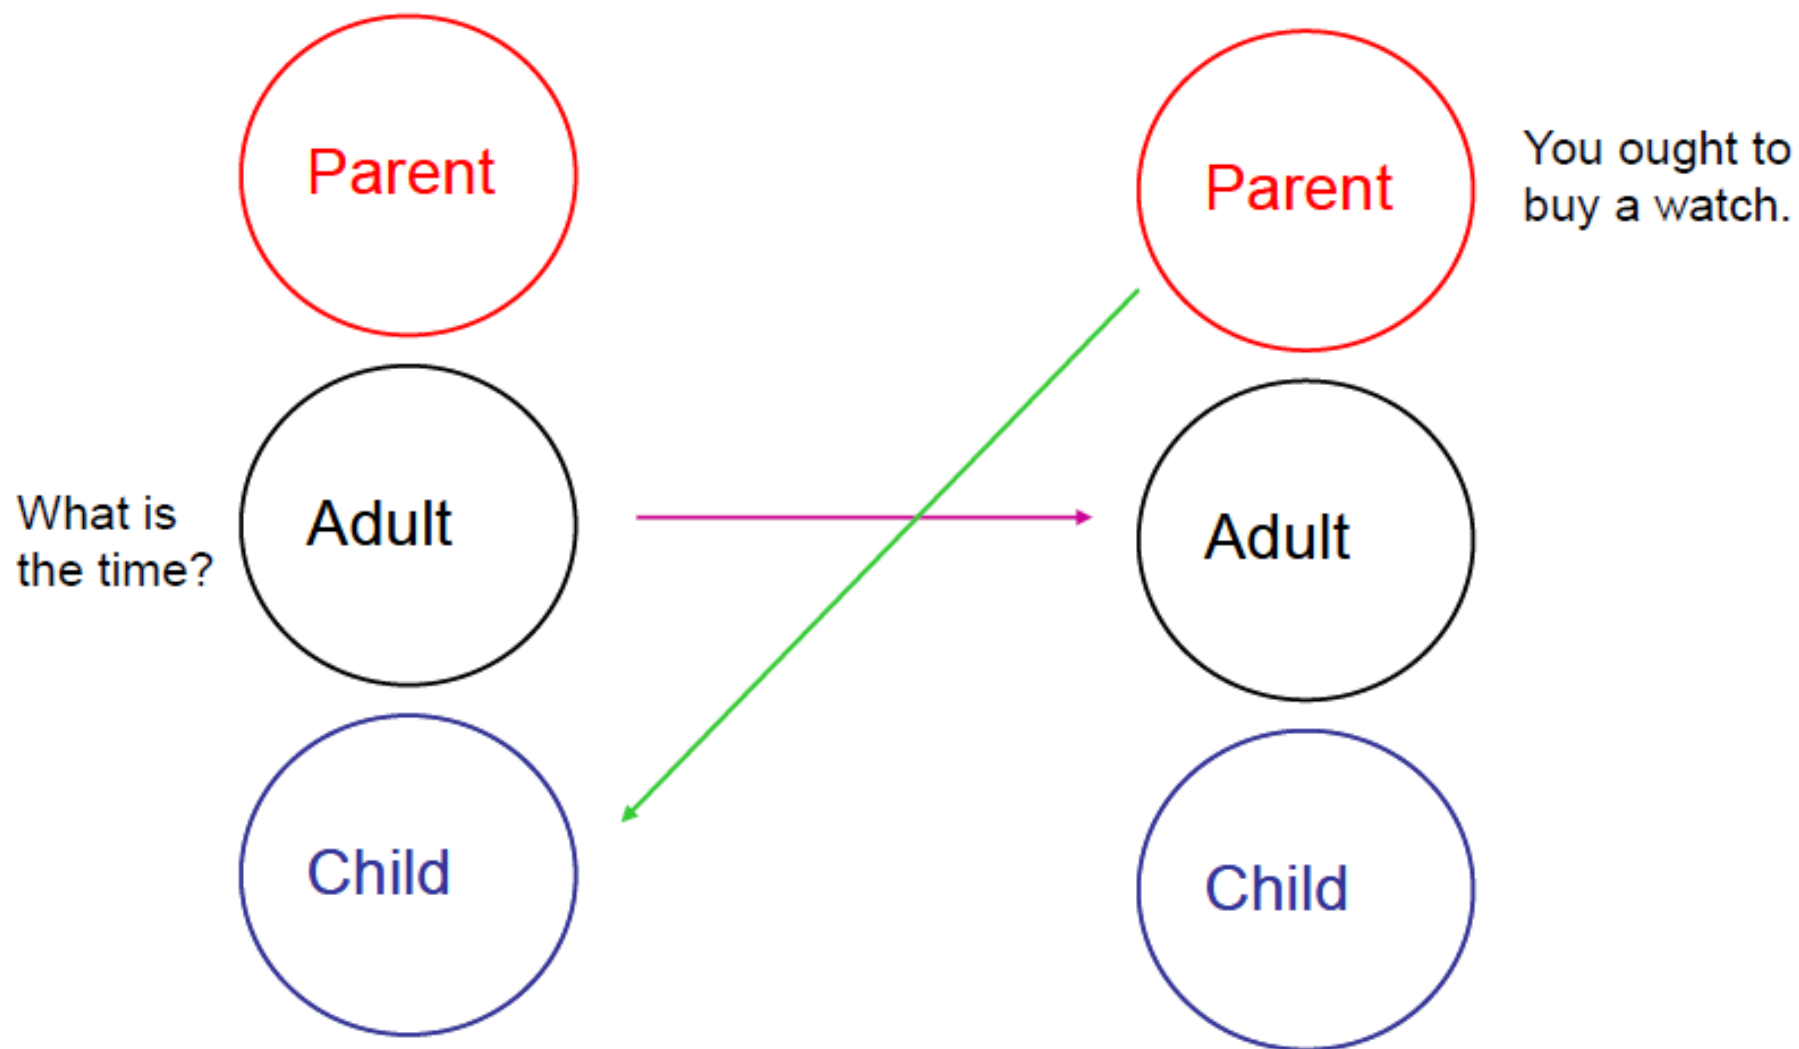 Parent
Parent
You ought to
buy a watch.
What is
the time?
Adult
Adult
Child
Child